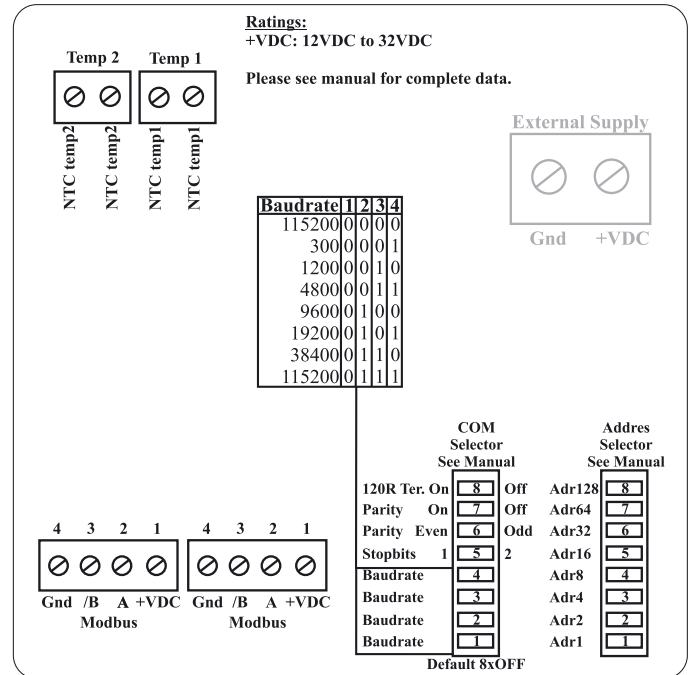 Ratings:
+VDC: 12VDC to 32VDC
Please see manual for complete data.
Temp 2 Temp 1
NTC temp2
NTC temp2
NTC temp1
NTC temp1
External Supply
Gnd +VDC
Baudrate 1 2 3 4
115200 0 0 0 0
300 0 0 0 1
1200 0 0 1 0
4800 0 0 1 1
9600 0 1 0 0
19200 0 1 0 1
38400 0 1 1 0
115200 0 1 1 1
4 3 2 1
Gnd /B A +VDC
Modbus
4 3 2 1
Gnd /B A +VDC
Modbus
COM
Selector
See Manual
120R Ter. On 8 Off
Parity On 7 Off
Parity Even 6 Odd
Stopbits 1 5 2
Baudrate 4
Baudrate 3
Baudrate 2
Baudrate 1
Default 8xOFF
Addres
Selector
See Manual
Adr128 8
Adr64 7
Adr32 6
Adr16 5
Adr8 4
Adr4 3
Adr2 2
Adr1 1